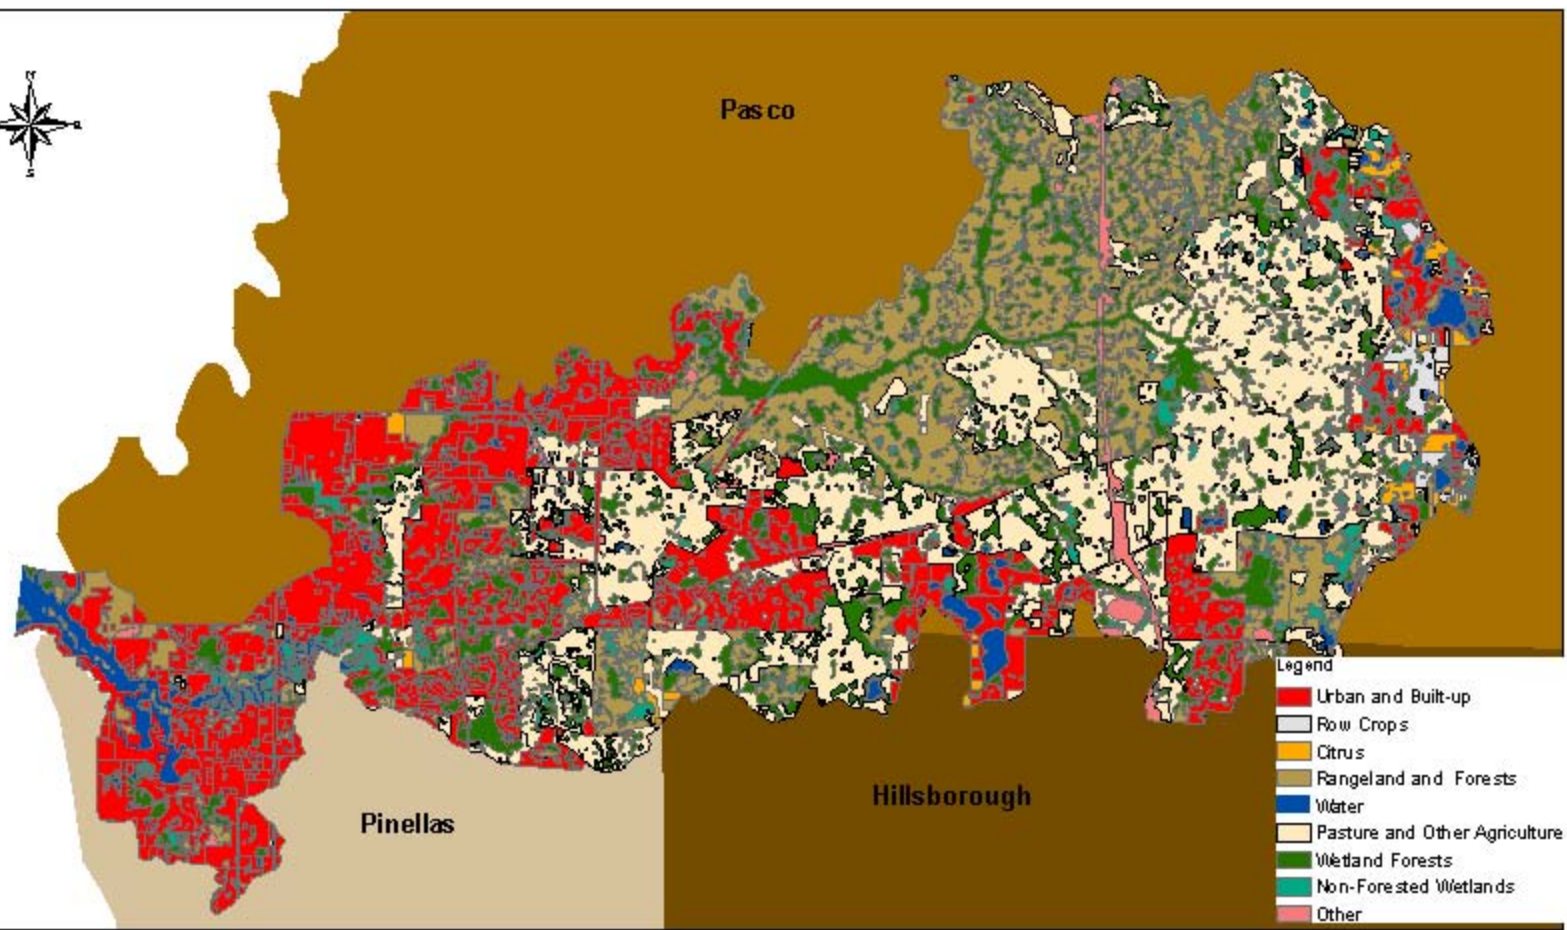 Pasco
Pinellas
Hillsborough
Legend
Urban and Built-up
Row Crops
Citrus
Rangeland and Forests
Water
Pasture and Other Agriculture
Wetland Forests
Non-Forested Wetlands
Other